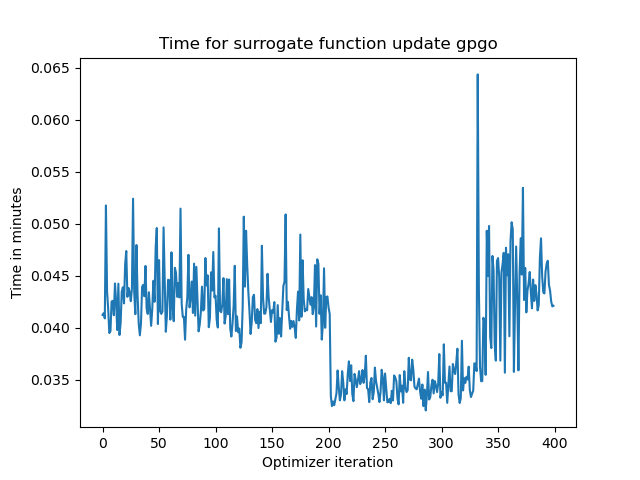 Time for surrogate function update gpgo
0.065
0.060
0.055
0.050
0.045
0.040
0.035
Time in minutes
0 50 100 150 200 250 300 350 400
Optimizer iteration